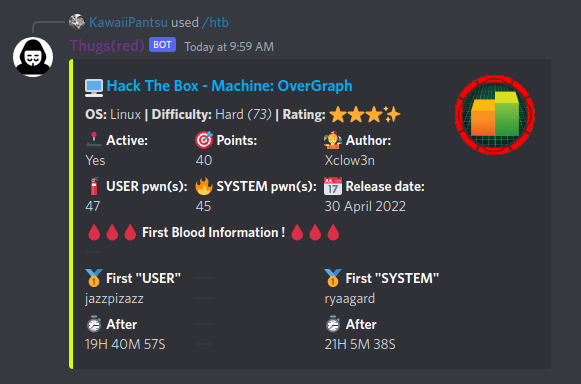 KawaiiPantsu used /htb
Thugs(red) BOT Today at 9:59 AM
Hack The Box - Machine: OverGraph
OS: Linux | Difficulty: Hard (73) | Rating:
Active: Points: Author:
Yes 40 Xclow3n
USER pwn(s): SYSTEM pwn(s): Release date:
47 45 30 April 2022
First Blood Information !
First "USER" First "SYSTEM"
jazzpizazz ryaagard
After After
19H 40M 57S 21H 5M 38S